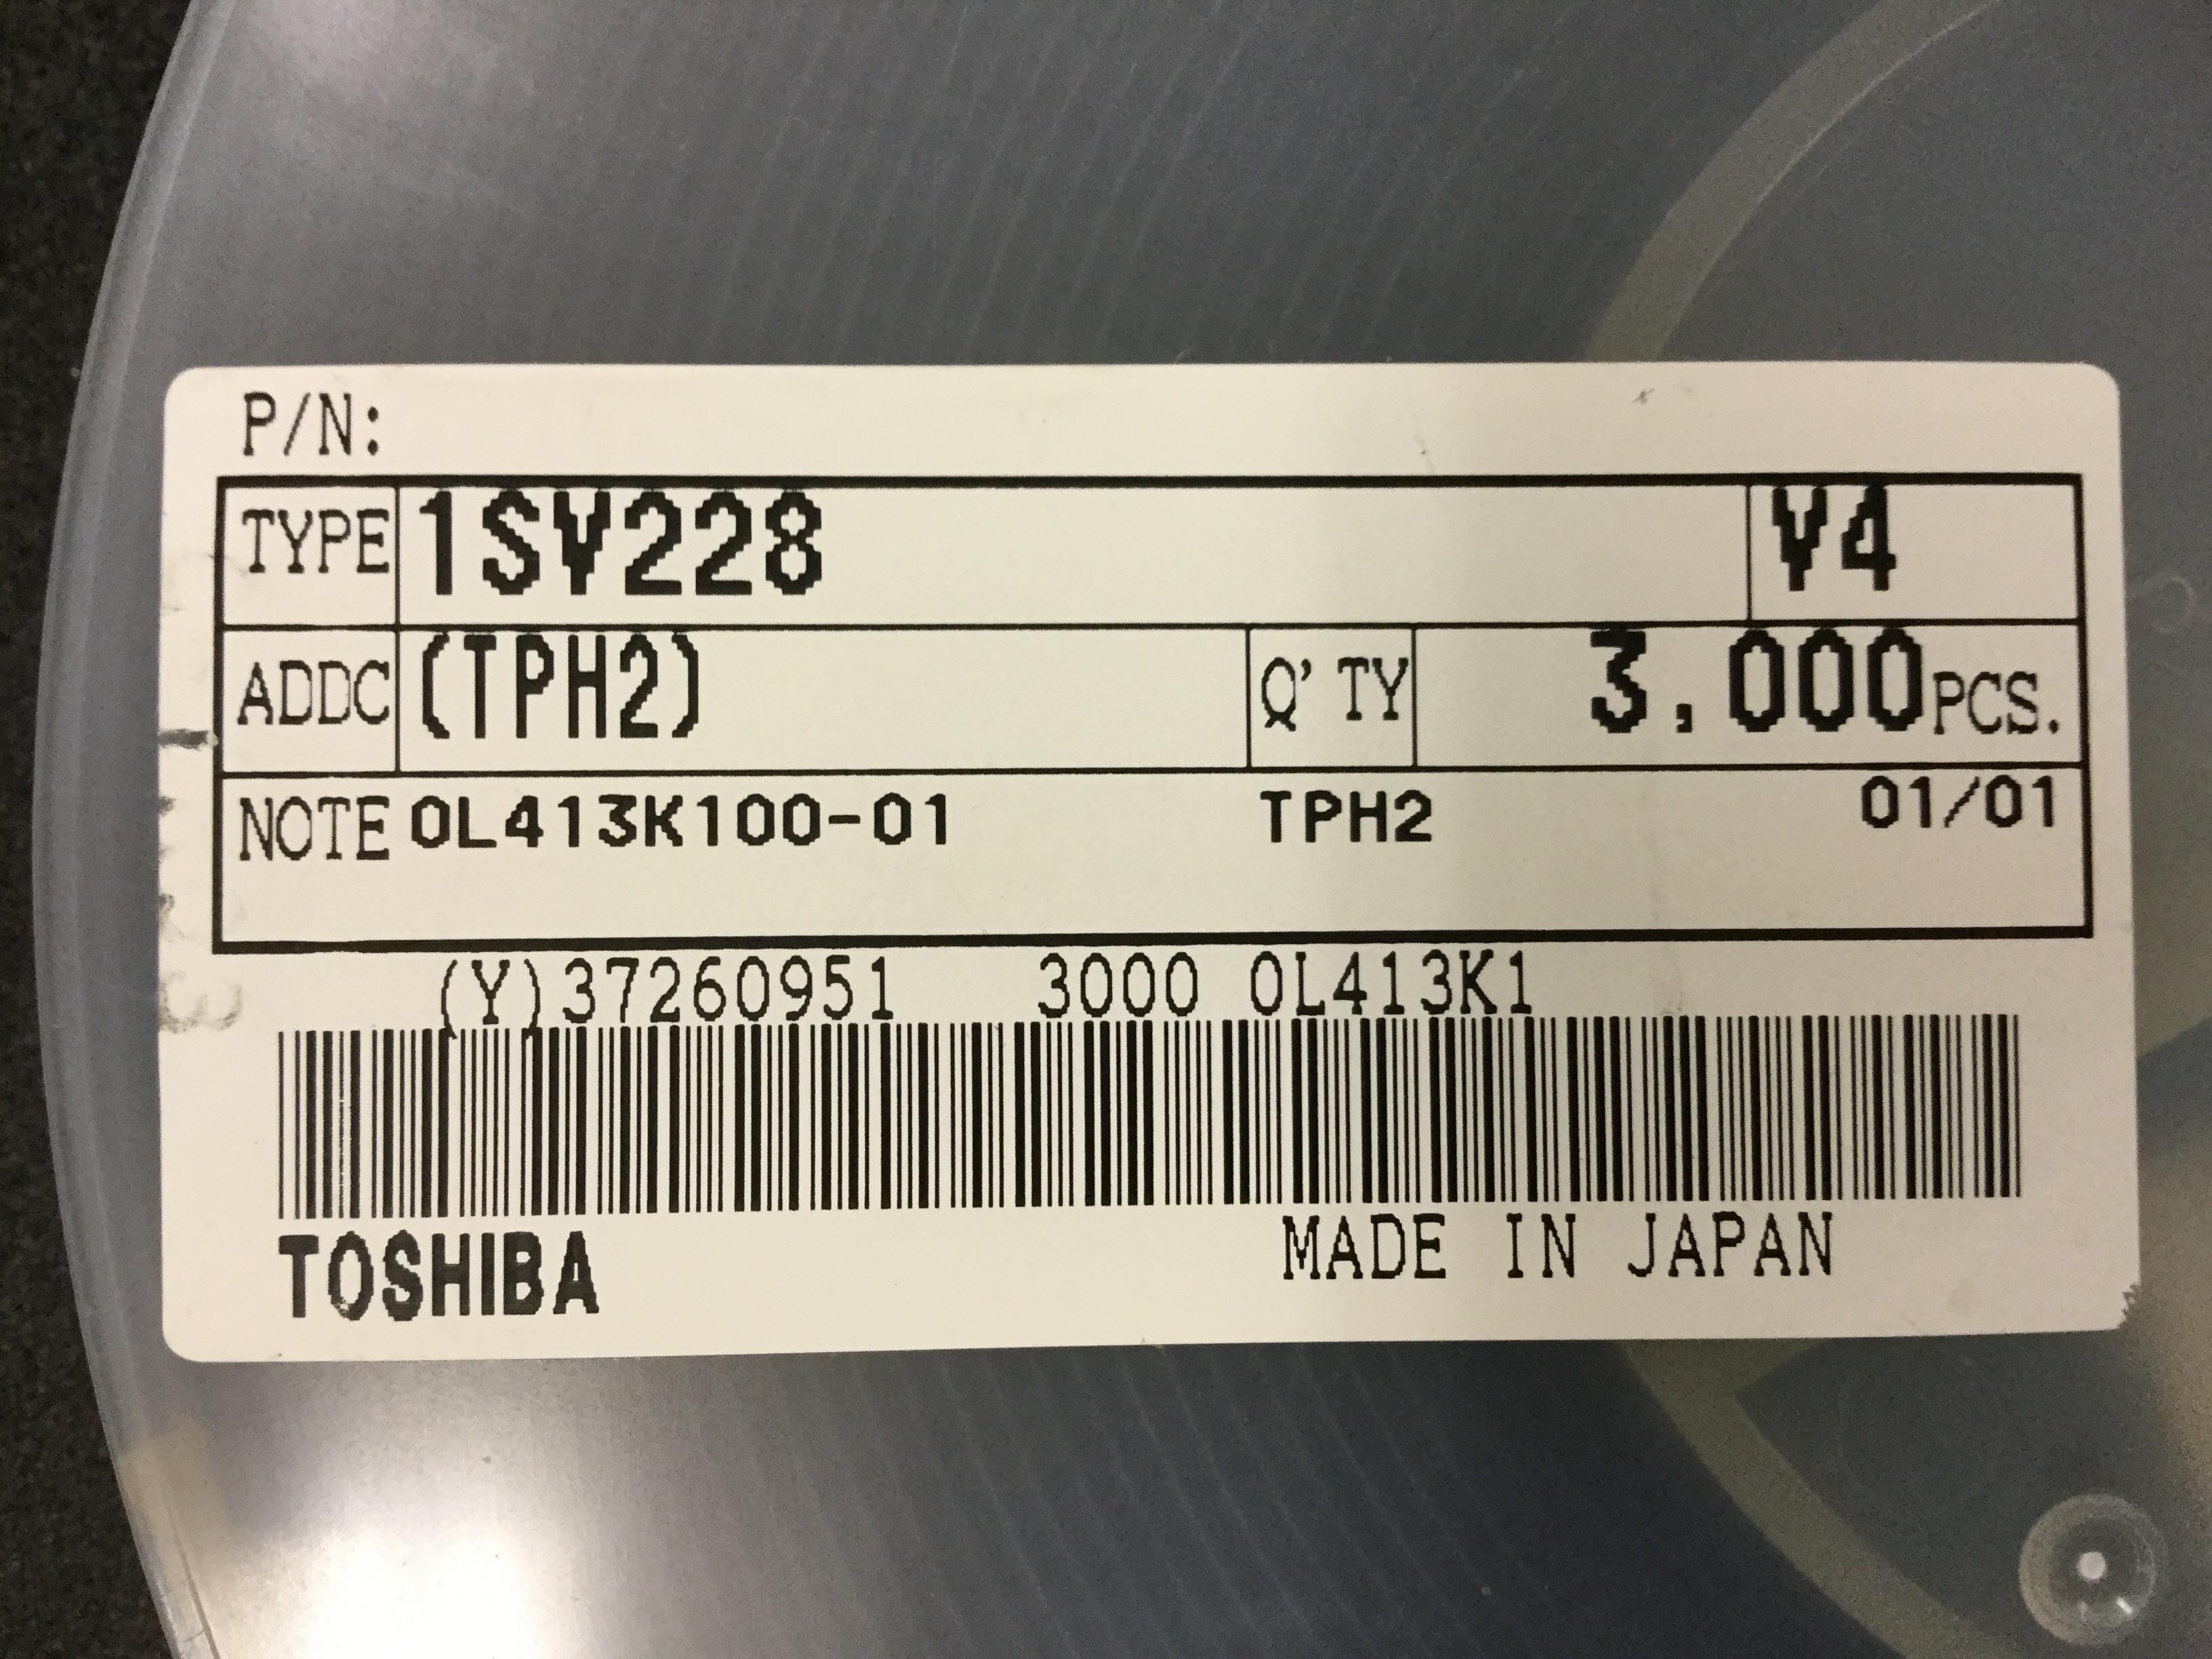 P/N:
TYPE 1SV228 V4
ADDC (TPH2) Q'TY 3,000PCS.
NOTE 0L413K100-01 TPH2 01/01
(Y)37260951 3000 0L413K1
TOSHIBA MADE IN JAPAN